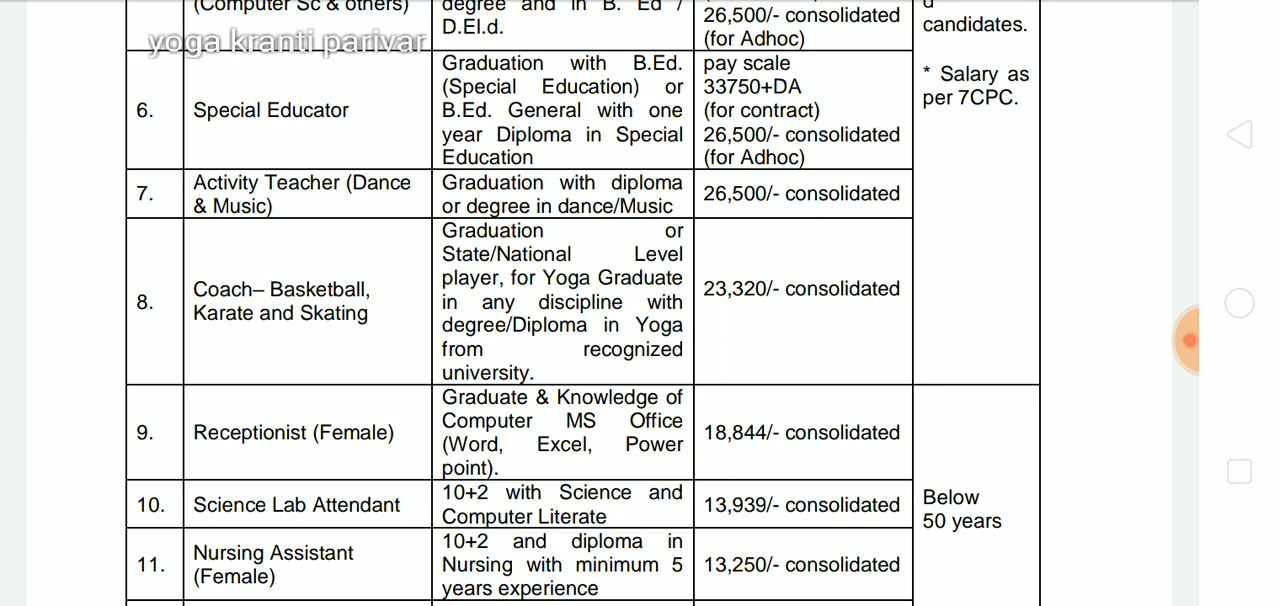 (Computer Sc & others)
degree and in B. Ed /
D.El.d.
26,500/- consolidated
(for Adhoc)
candidates.
* Salary as
per 7CPC.
yoga kranti parivar
6.
Special Educator
Graduation with B.Ed.
(Special Education) or
B.Ed. General with one
year Diploma in Special
Education
pay scale
33750+DA
(for contract)
26,500/- consolidated
(for Adhoc)
7.
Activity Teacher (Dance
& Music)
Graduation with diploma
or degree in dance/Music
26,500/- consolidated
8.
Coach– Basketball,
Karate and Skating
Graduation or
State/National Level
player, for Yoga Graduate
in any discipline with
degree/Diploma in Yoga
from recognized
university.
23,320/- consolidated
9.
Receptionist (Female)
Graduate & Knowledge of
Computer MS Office
(Word, Excel, Power
point).
18,844/- consolidated
10.
Science Lab Attendant
10+2 with Science and
Computer Literate
13,939/- consolidated
Below
50 years
11.
Nursing Assistant
(Female)
10+2 and diploma in
Nursing with minimum 5
years experience
13,250/- consolidated